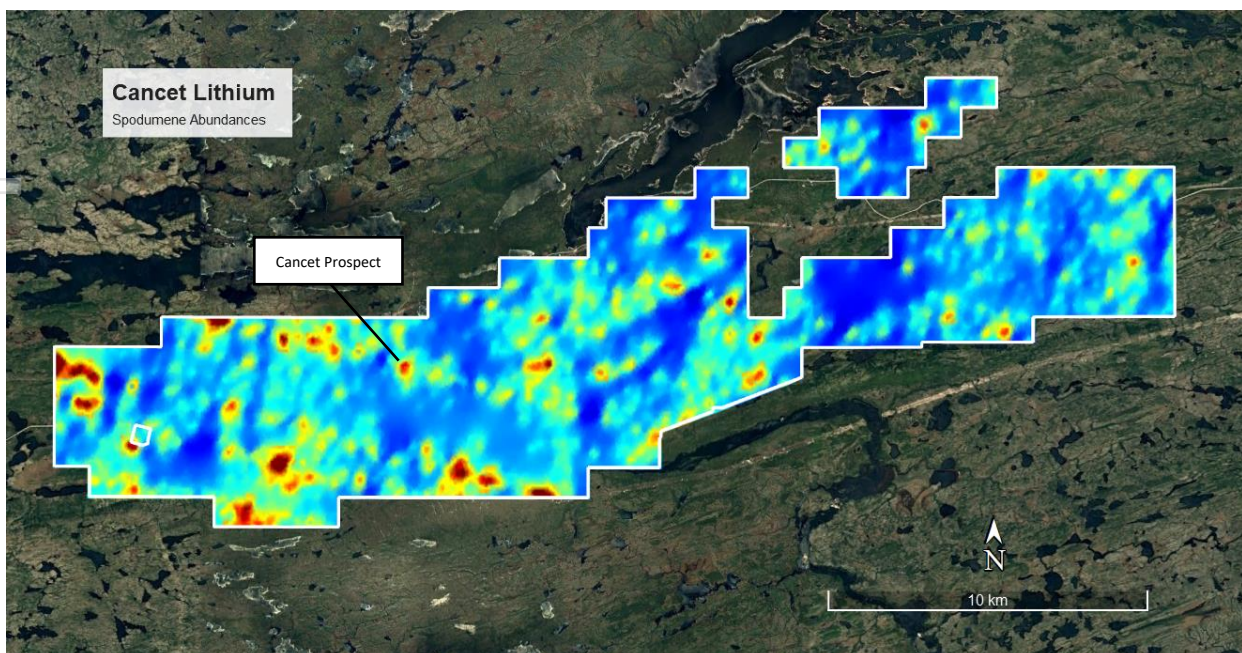 Cancet Lithium
Spodumene Abundances
Cancet Prospect
N
10 km